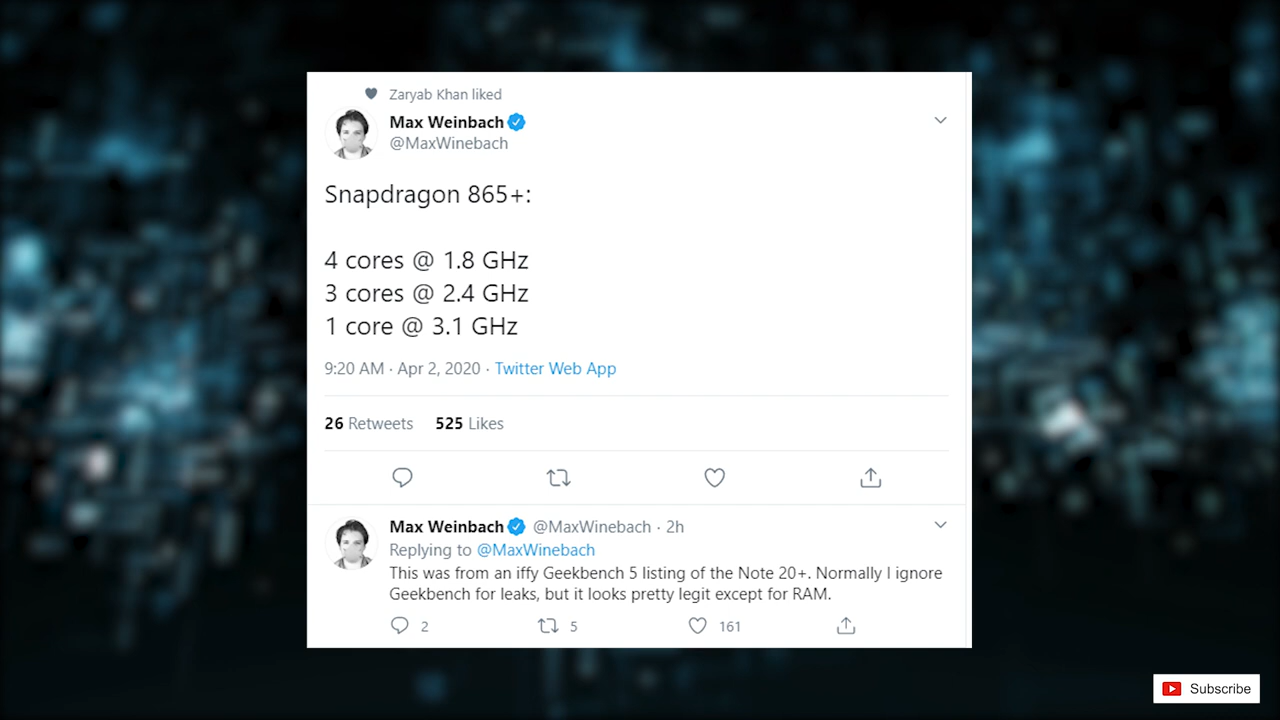 Zaryab Khan liked
Max Weinbach
@MaxWinebach
Snapdragon 865+:
4 cores @ 1.8 GHz
3 cores @ 2.4 GHz
1 core @ 3.1 GHz
9:20 AM · Apr 2, 2020 · Twitter Web App
26 Retweets 525 Likes
Max Weinbach @MaxWinebach · 2h
Replying to @MaxWinebach
This was from an iffy Geekbench 5 listing of the Note 20+. Normally I ignore
Geekbench for leaks, but it looks pretty legit except for RAM.
2 5 161
Subscribe